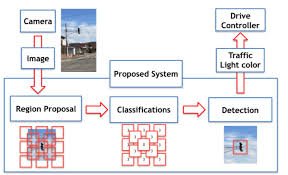 Camera
Drive
Controller
Image
Traffic
Light color
Proposed System
Region Proposal
Classifications
Detection